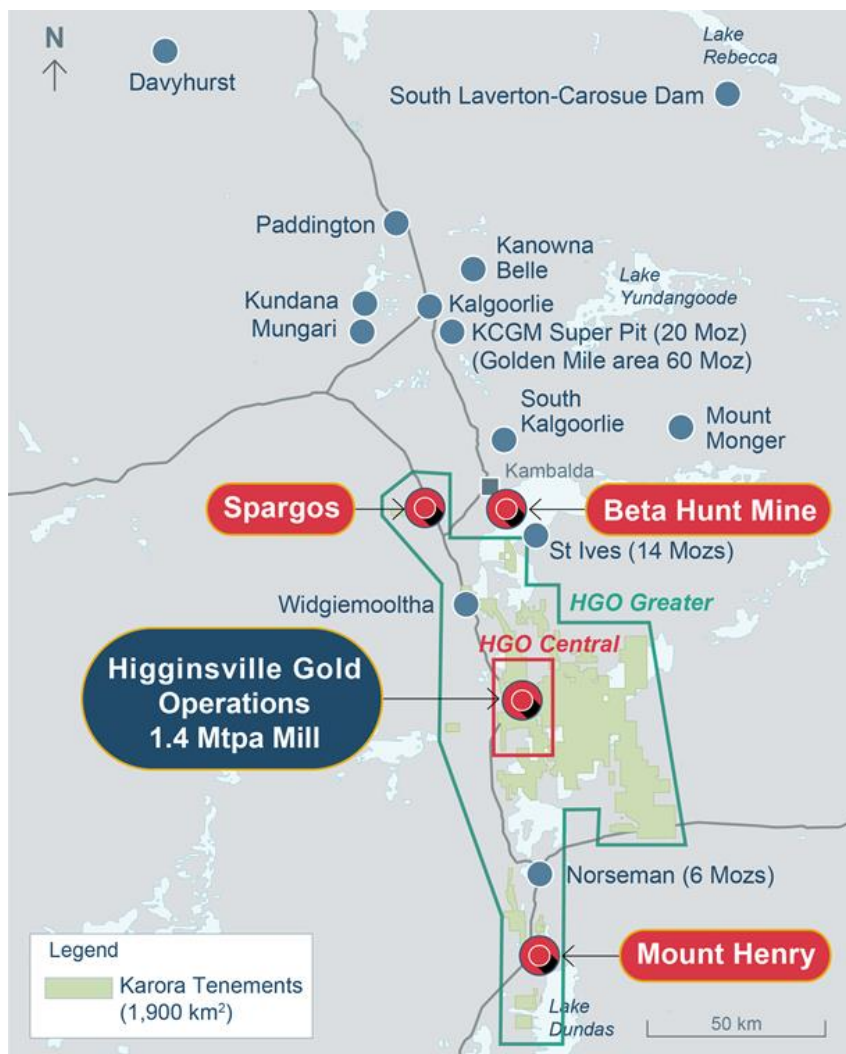 N
Lake
Rebecca
Davyhurst
South Laverton-Carosue Dam
Paddington
Kanowna
Belle
Lake
Yundangoode
Kundana
Kalgoorlie
Mungari
KCGM Super Pit (20 Moz)
(Golden Mile area 60 Moz)
South
Kalgoorlie
Mount
Monger
Kambalda
Spargos
Beta Hunt Mine
St Ives (14 Mozs)
Widgiemooltha
HGO Greater
HGO Central
Higginsville Gold
Operations
1.4 Mtpa Mill
Norseman (6 Mozs)
Mount Henry
Legend
Karora Tenements
(1,900 km²)
Lake
Dundas
50 km